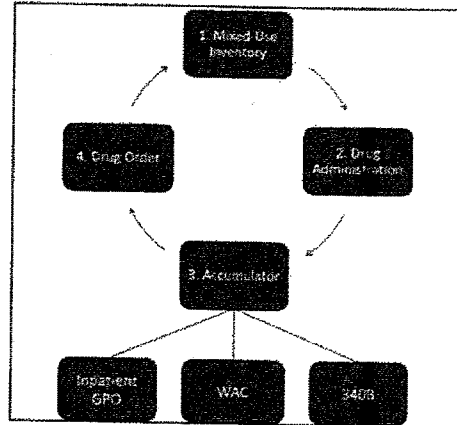 1. Mixed-Use
Inventory
4. Drug Order
2. Drug
Administration
3. Accumulator
Inpatient
GPO
WAC
340B